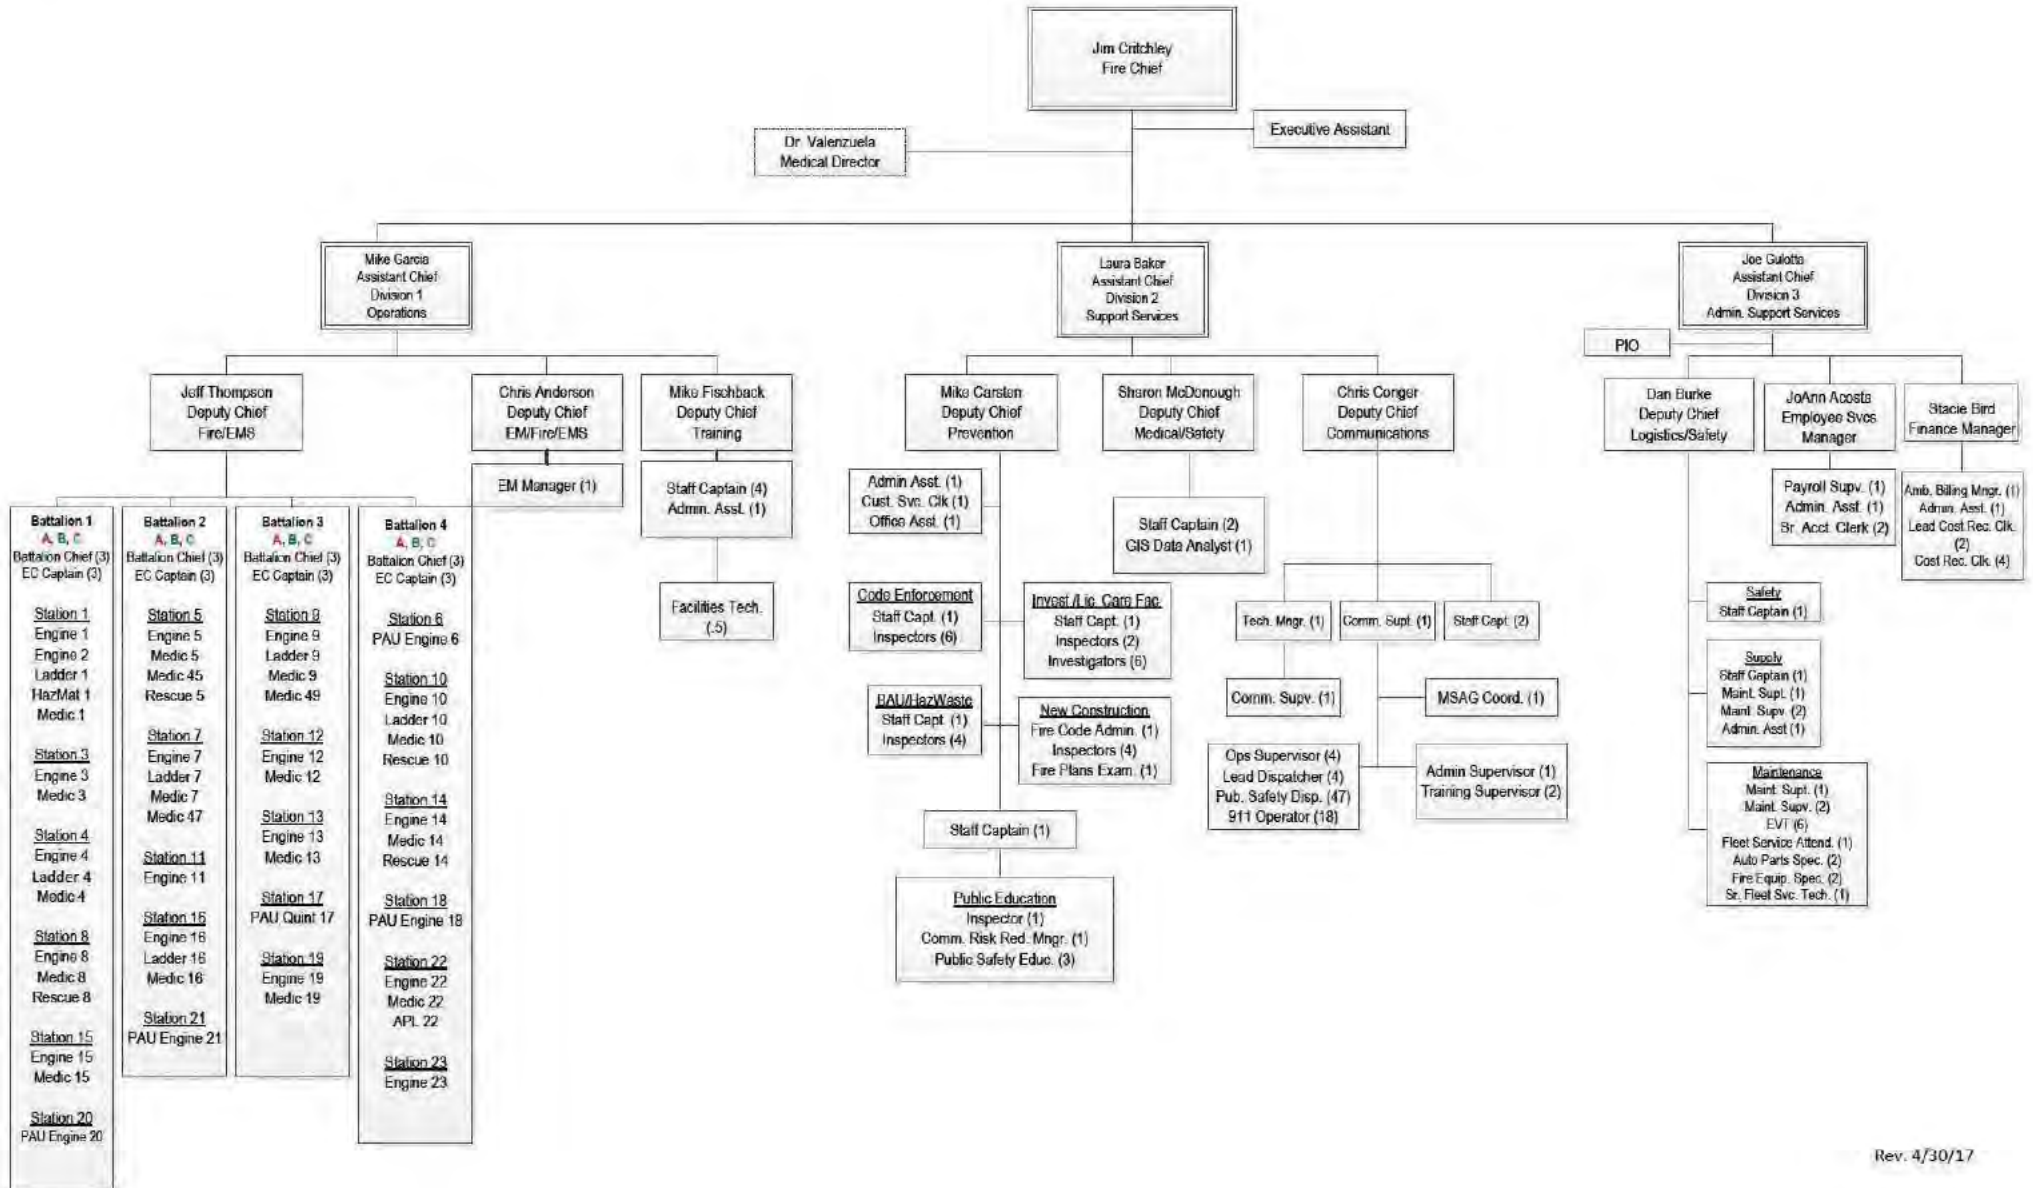 Jim Critchley
Fire Chief
Executive Assistant
Dr. Valenzuela
Medical Director
Mike Garcia
Assistant Chief
Division 1
Operations
Laura Baker
Assistant Chief
Division 2
Support Services
Joe Gulotta
Assistant Chief
Division 3
Admin. Support Services
PIO
Jeff Thompson
Deputy Chief
Fire/EMS
Chris Anderson
Deputy Chief
EM/Fire/EMS
Mike Fischback
Deputy Chief
Training
Mike Carsten
Deputy Chief
Prevention
Sharon McDonough
Deputy Chief
Medical/Safety
Chris Conger
Deputy Chief
Communications
Dan Burke
Deputy Chief
Logistics/Safety
JoAnn Acosta
Employee Svcs
Manager
Stacie Bird
Finance Manager
EM Manager (1)
Staff Captain (4)
Admin. Asst. (1)
Facilities Tech.
(.5)
Battalion 1
A, B, C
Battalion Chief (3)
EC Captain (3)
Station 1
Engine 1
Engine 2
Ladder 1
HazMat 1
Medic 1
Station 3
Engine 3
Medic 3
Station 4
Engine 4
Ladder 4
Medic 4
Station 8
Engine 8
Medic 8
Rescue 8
Station 15
Engine 15
Medic 15
Station 20
PAU Engine 20
Battalion 2
A, B, C
Battalion Chief (3)
EC Captain (3)
Station 5
Engine 5
Medic 5
Medic 45
Rescue 5
Station 7
Engine 7
Ladder 7
Medic 7
Medic 47
Station 11
Engine 11
Station 16
Engine 16
Ladder 16
Medic 16
Station 21
PAU Engine 21
Battalion 3
A, B, C
Battalion Chief (3)
EC Captain (3)
Station 9
Engine 9
Ladder 9
Medic 9
Medic 49
Station 12
Engine 12
Medic 12
Station 13
Engine 13
Medic 13
Station 17
PAU Quint 17
Station 19
Engine 19
Medic 19
Battalion 4
A, B, C
Battalion Chief (3)
EC Captain (3)
Station 6
PAU Engine 6
Station 10
Engine 10
Ladder 10
Medic 10
Rescue 10
Station 14
Engine 14
Medic 14
Rescue 14
Station 18
PAU Engine 18
Station 22
Engine 22
Medic 22
APL 22
Station 23
Engine 23
Admin Asst. (1)
Cust. Svc. Clk (1)
Office Asst. (1)
Code Enforcement
Staff Capt. (1)
Inspectors (6)
Invest./Lic. Care Fac.
Staff Capt. (1)
Inspectors (2)
Investigators (6)
BAU/HazWaste
Staff Capt. (1)
Inspectors (4)
New Construction
Fire Code Admin. (1)
Inspectors (4)
Fire Plans Exam. (1)
Staff Captain (1)
Public Education
Inspector (1)
Comm. Risk Red. Mngr. (1)
Public Safety Educ. (3)
Staff Captain (2)
GIS Data Analyst (1)
Tech. Mngr. (1)
Comm. Supt. (1)
Staff Capt. (2)
Comm. Supv. (1)
MSAG Coord. (1)
Ops Supervisor (4)
Lead Dispatcher (4)
Pub. Safety Disp. (47)
911 Operator (18)
Admin Supervisor (1)
Training Supervisor (2)
Payroll Supv. (1)
Admin. Asst. (1)
Sr. Acct. Clerk (2)
Amb. Billing Mngr. (1)
Admin. Asst. (1)
Lead Cost Rec. Clk.
(2)
Cost Rec. Clk. (4)
Safety
Staff Captain (1)
Supply
Staff Captain (1)
Maint. Supt. (1)
Maint. Supv. (2)
Admin. Asst (1)
Maintenance
Maint. Supt. (1)
Maint. Supv. (2)
EVT (6)
Fleet Service Attend. (1)
Auto Parts Spec. (2)
Fire Equip. Spec. (2)
Sr. Fleet Svc. Tech. (1)
Rev. 4/30/17